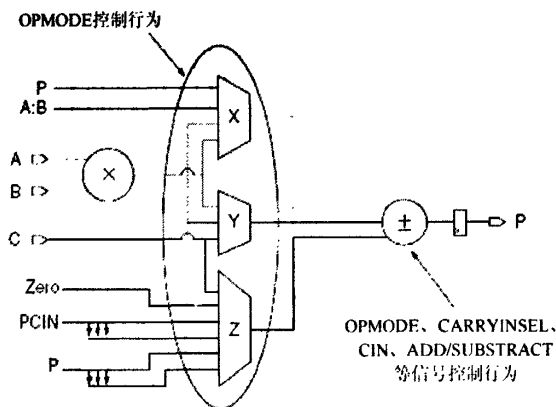 OPMODE控制行为
P
A:B
X
A
×
B
Y
C
±
P
Zero
PCIN
Z
P
OPMODE、CARRYINSEL、
CIN、ADD/SUBSTRACT
等信号控制行为